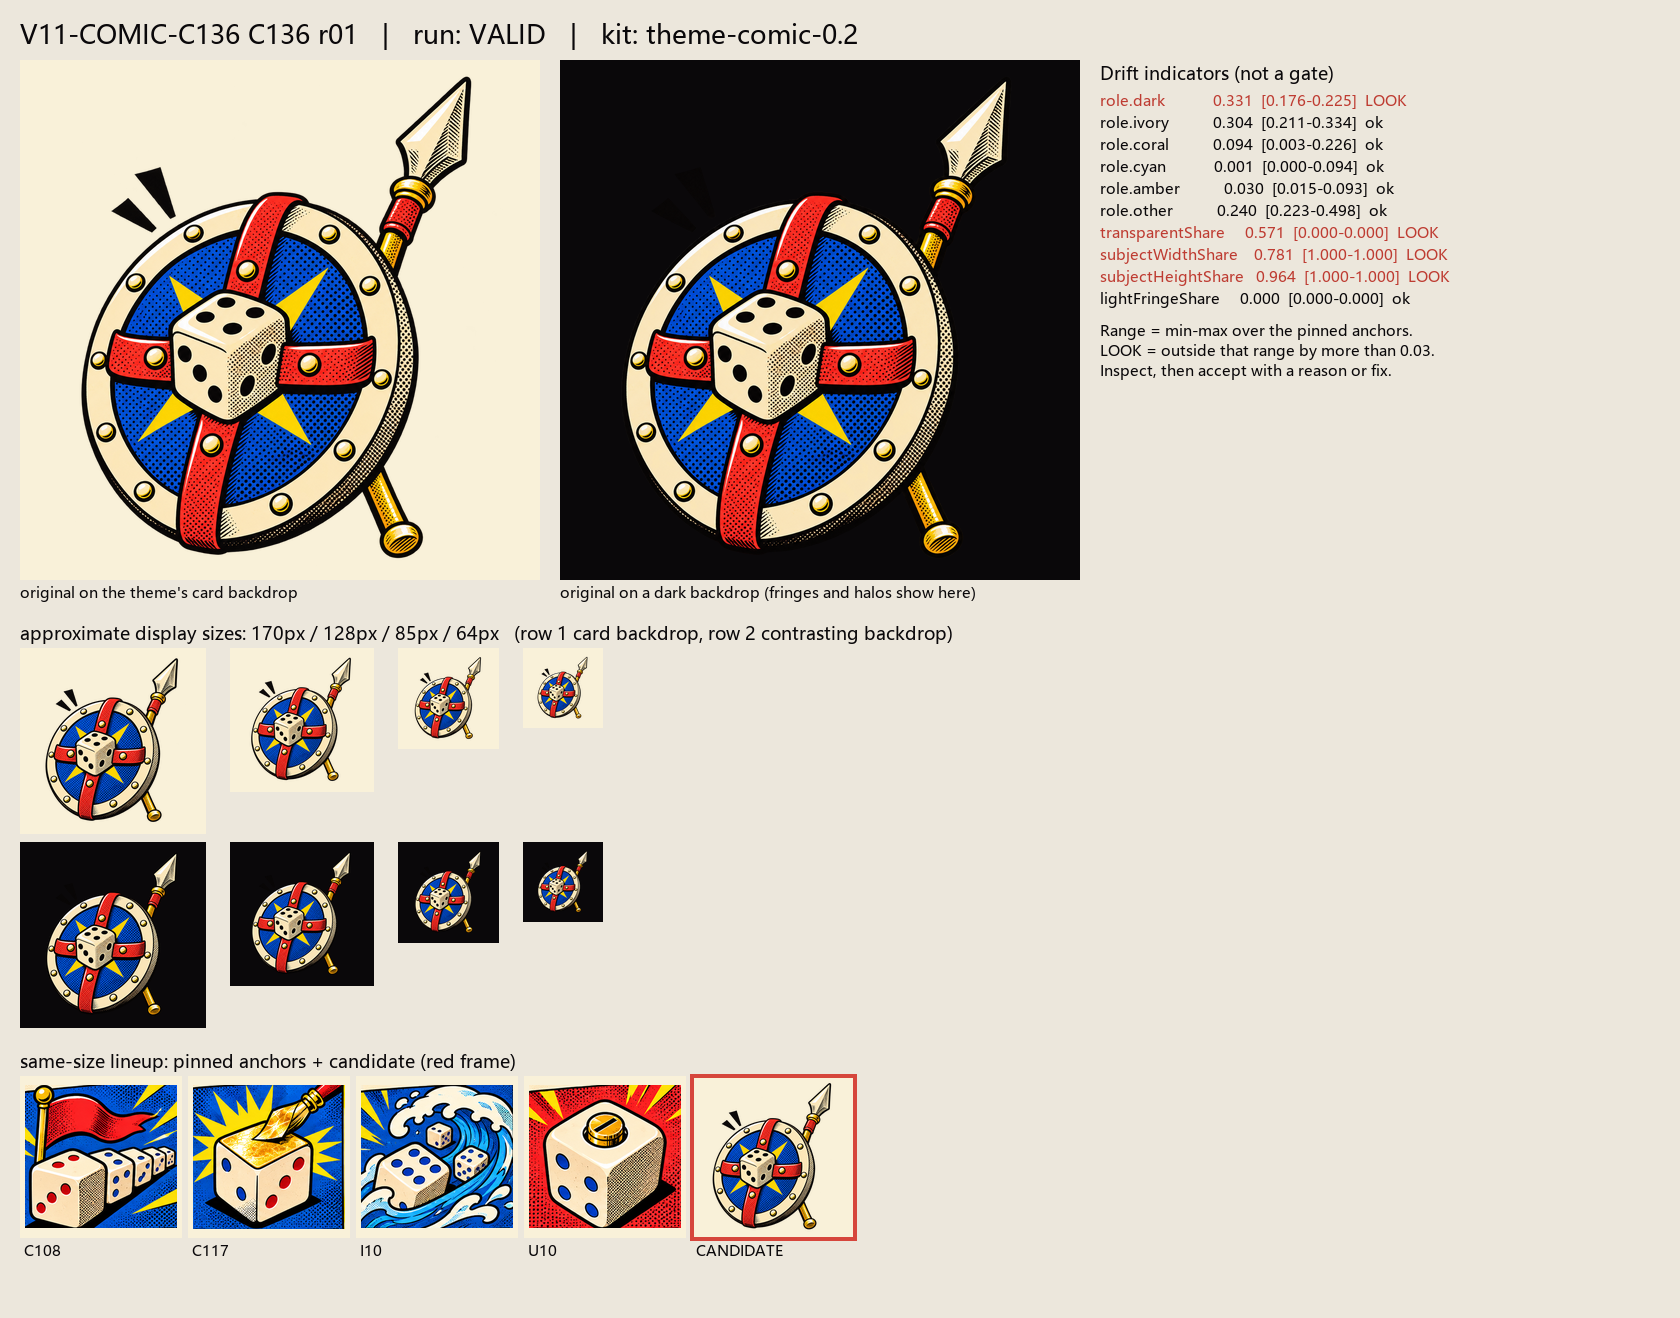 V11-COMIC-C136 C136 r01 | run: VALID | kit: theme-comic-0.2
Drift indicators (not a gate)
role.dark 0.331 [0.176-0.225] LOOK
role.ivory 0.304 [0.211-0.334] ok
role.coral 0.094 [0.003-0.226] ok
role.cyan 0.001 [0.000-0.094] ok
role.amber 0.030 [0.015-0.093] ok
role.other 0.240 [0.223-0.498] ok
transparentShare 0.571 [0.000-0.000] LOOK
subjectWidthShare 0.781 [1.000-1.000] LOOK
subjectHeightShare 0.964 [1.000-1.000] LOOK
lightFringeShare 0.000 [0.000-0.000] ok
Range = min-max over the pinned anchors.
LOOK = outside that range by more than 0.03.
Inspect, then accept with a reason or fix.
original on the theme's card backdrop
original on a dark backdrop (fringes and halos show here)
approximate display sizes: 170px / 128px / 85px / 64px (row 1 card backdrop, row 2 contrasting backdrop)
same-size lineup: pinned anchors + candidate (red frame)
C108
C117
I10
U10
CANDIDATE